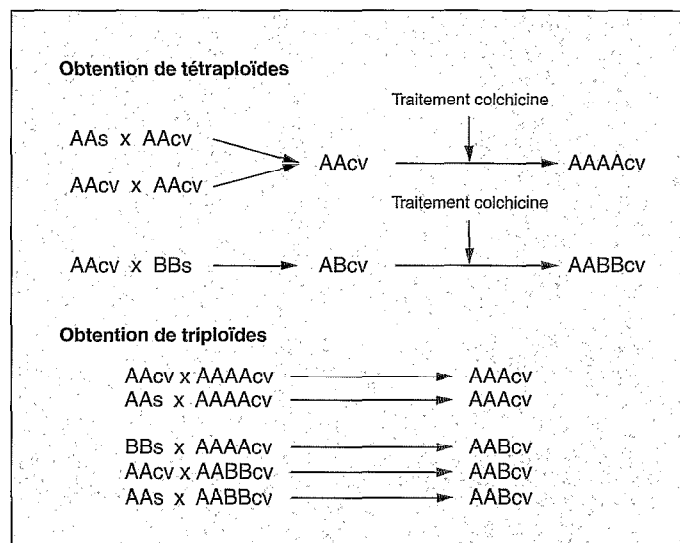 Obtention de tétraploïdes
Traitement colchicine
AAs x AAcv
AAcv x AAcv
AAcv
AAAAcv
Traitement colchicine
AAcv x BBs
ABcv
AABBcv
Obtention de triploïdes
AAcv x AAAAcv AAAcv
AAs x AAAAcv AAAcv
BBs x AAAAcv AABcv
AAcv x AABBcv AABcv
AAs x AABBcv AABcv